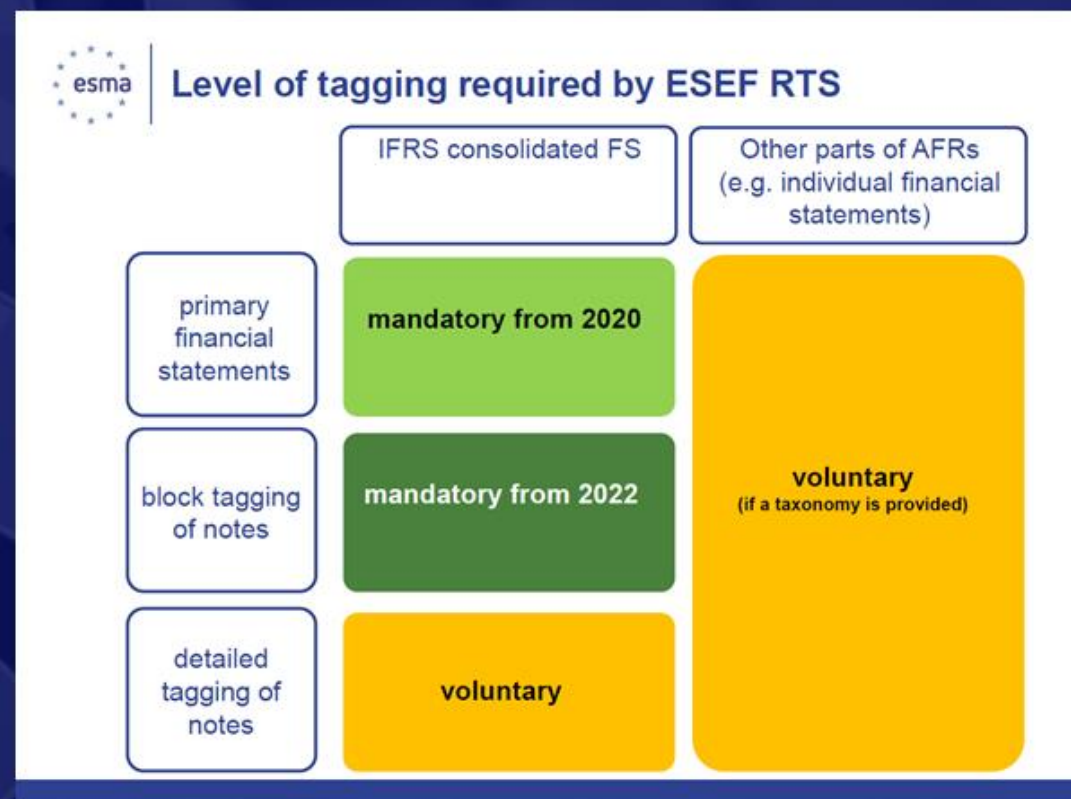 esma
Level of tagging required by ESEF RTS
IFRS consolidated FS
Other parts of AFRs
(e.g. individual financial
statements)
primary
financial
statements
mandatory from 2020
block tagging
of notes
mandatory from 2022
voluntary
(if a taxonomy is provided)
detailed
tagging of
notes
voluntary